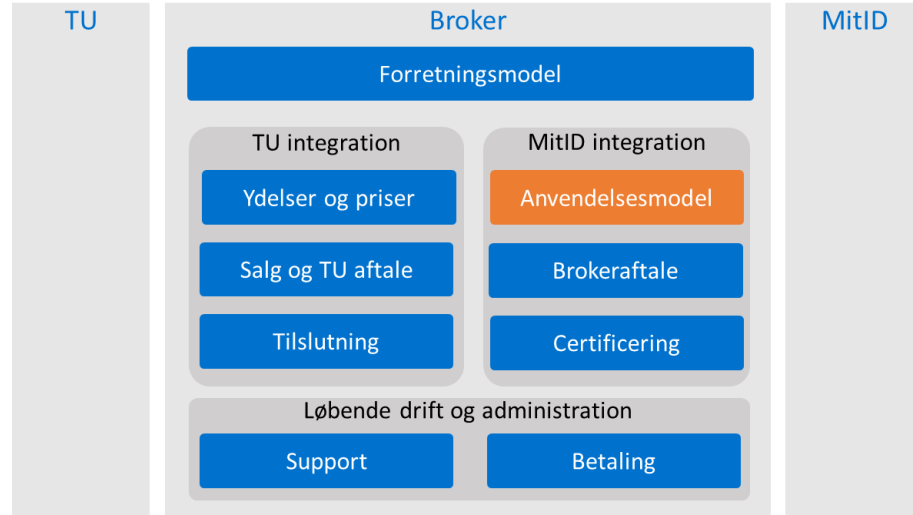 TU
Broker
MitID
Forretningsmodel
TU integration
Ydelser og priser
Salg og TU aftale
Tilslutning
MitID integration
Anvendelsesmodel
Brokeraftale
Certificering
Løbende drift og administration
Support
Betaling